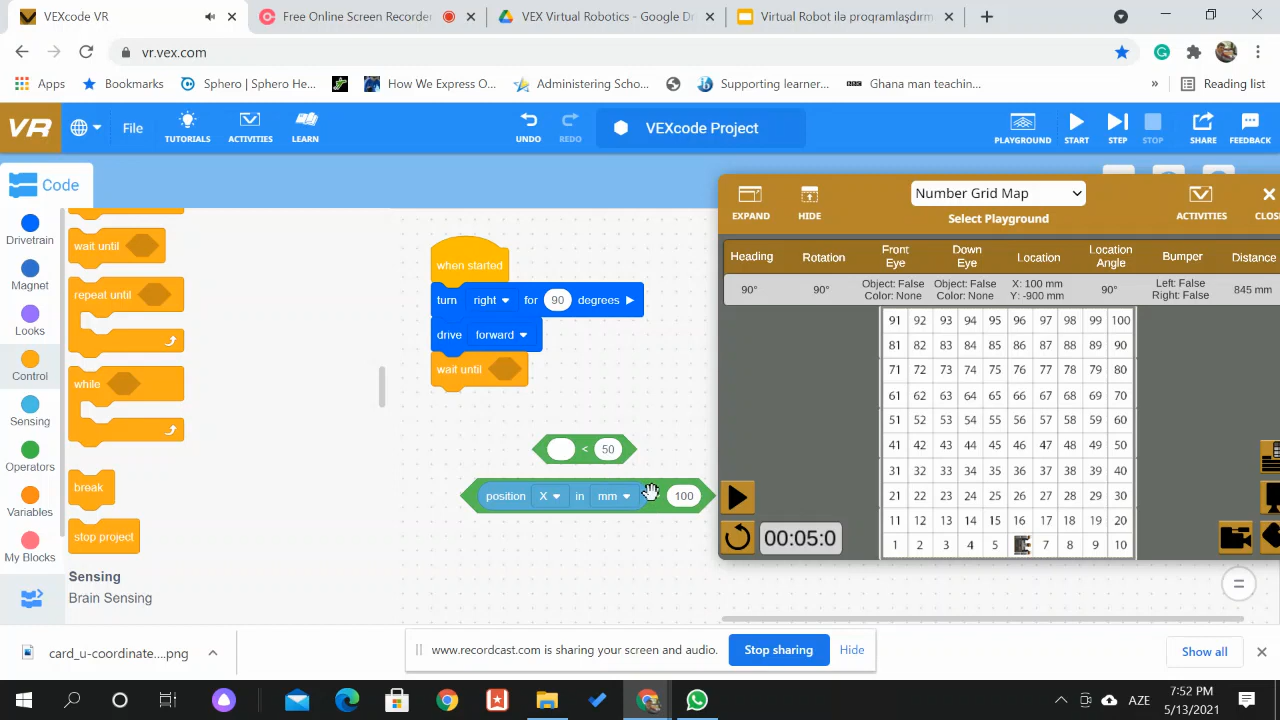 VEXcode VR
Free Online Screen Recorder
VEX Virtual Robotics - Google Dr
Virtual Robot ilə proqramlaşdırm
vr.vex.com
Apps
Bookmarks
Sphero | Sphero He...
How We Express O...
Administering Scho...
Supporting learner...
BBC
Ghana man teachin...
»
Reading list
VR
File
TUTORIALS
ACTIVITIES
LEARN
UNDO
REDO
VEXcode Project
PLAYGROUND
START
STEP
STOP
SHARE
FEEDBACK
Code
Drivetrain
Magnet
Looks
Control
Sensing
Operators
Variables
My Blocks
wait until
repeat until
while
break
stop project
Sensing
Brain Sensing
when started
turn right for 90 degrees
drive forward
wait until
< 50
position X in mm 100
EXPAND
HIDE
Number Grid Map
Select Playground
ACTIVITIES
CLOSE
Heading Rotation Front Eye Down Eye Location Location Angle Bumper Distance
90° 90° Object: False Color: None Object: False Color: None X: 100 mm Y: -900 mm 90° Left: False Right: False 845 mm
91 92 93 94 95 96 97 98 99 100
81 82 83 84 85 86 87 88 89 90
71 72 73 74 75 76 77 78 79 80
61 62 63 64 65 66 67 68 69 70
51 52 53 54 55 56 57 58 59 60
41 42 43 44 45 46 47 48 49 50
31 32 33 34 35 36 37 38 39 40
21 22 23 24 25 26 27 28 29 30
11 12 13 14 15 16 17 18 19 20
1 2 3 4 5 7 8 9 10
00:05:0
=
card_u-coordinate....png
www.recordcast.com is sharing your screen and audio.
Stop sharing
Hide
Show all
AZE
7:52 PM
5/13/2021